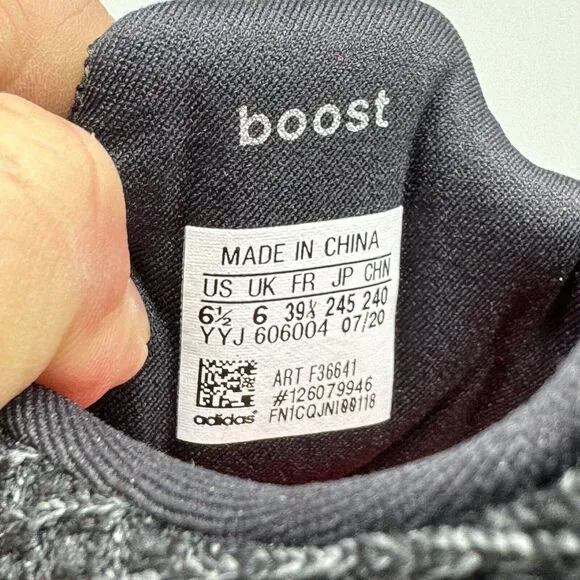 boost
MADE IN CHINA
US UK FR JP CHN
6½ 6 39⅓ 245 240
YYJ 606004 07/20
ART F36641
#126079946
FN1CQJNI00118
adidas